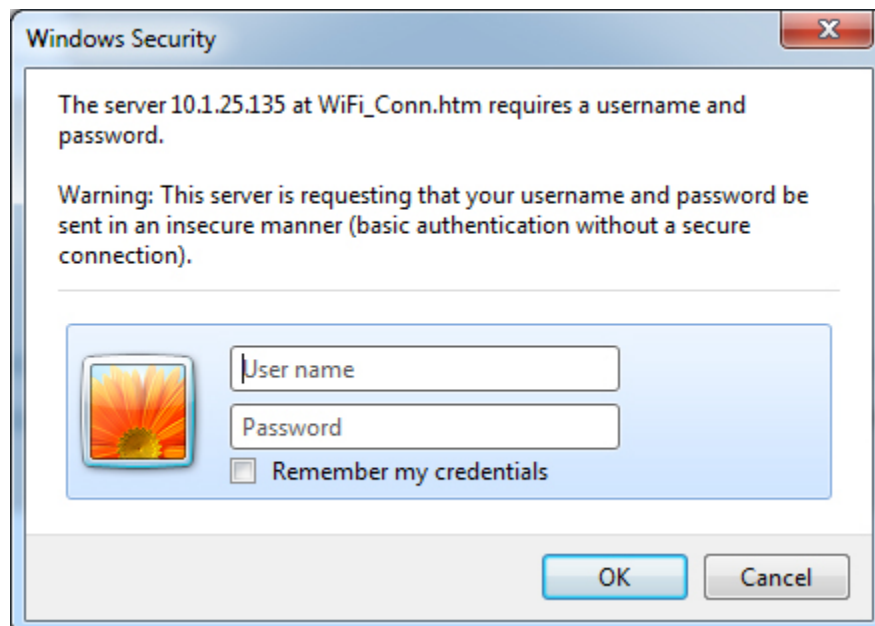 Windows Security
The server 10.1.25.135 at WiFi_Conn.htm requires a username and
password.
Warning: This server is requesting that your username and password be
sent in an insecure manner (basic authentication without a secure
connection).
User name
Password
Remember my credentials
OK
Cancel